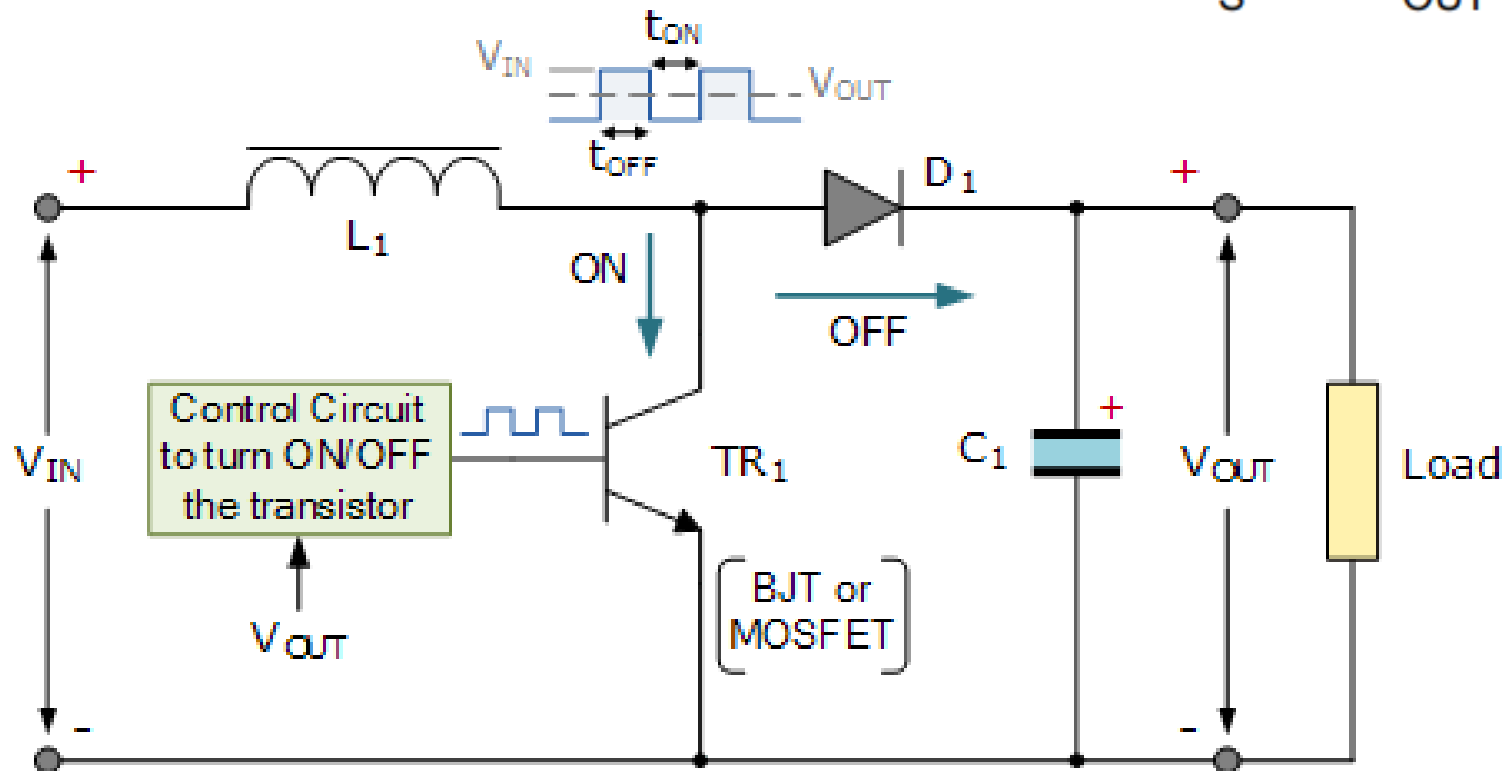 S OUT
tON
VIN
VOUT
tOFF
+
D1
+
L1
ON
OFF
Control Circuit
to turn ON/OFF
the transistor
+
VIN
TR1
C1
VOUT
Load
BJT or
MOSFET
VOUT
-
-